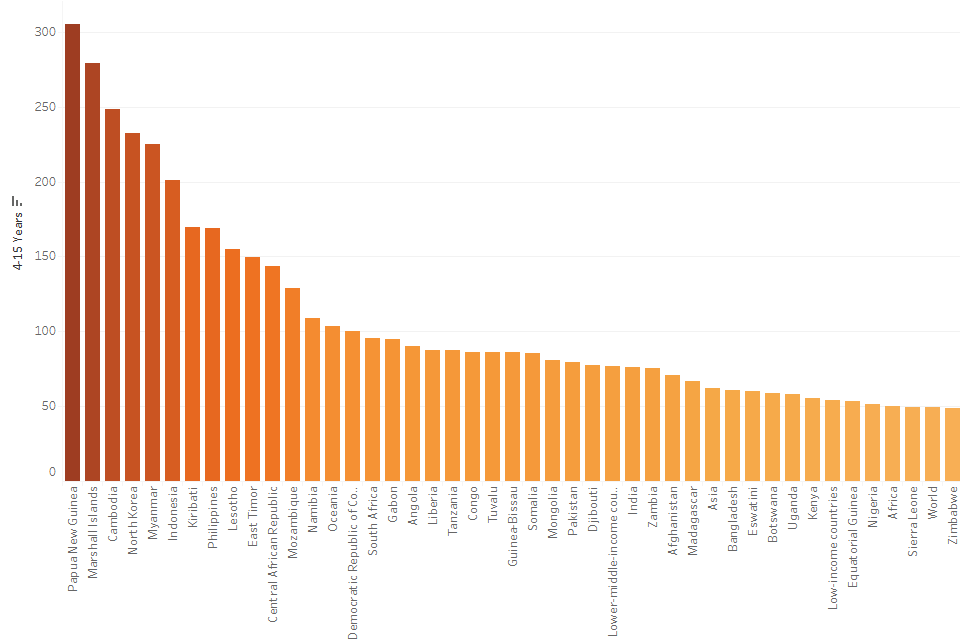 300
250
200
150
100
50
0
4-15 Years
Papua New Guinea
Marshall Islands
Cambodia
North Korea
Myanmar
Indonesia
Kiribati
Philippines
Lesotho
East Timor
Central African Republic
Mozambique
Namibia
Oceania
Democratic Republic of Co..
South Africa
Gabon
Angola
Liberia
Tanzania
Congo
Tuvalu
Guinea-Bissau
Somalia
Mongolia
Pakistan
Djibouti
Lower-middle-income cou..
India
Zambia
Afghanistan
Madagascar
Asia
Bangladesh
Eswatini
Botswana
Uganda
Kenya
Low-income countries
Equatorial Guinea
Nigeria
Africa
Sierra Leone
World
Zimbabwe